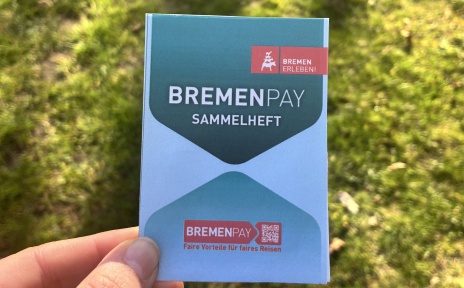 BREMEN
ERLEBEN!
BREMENPAY
SAMMELHEFT
BREMENPAY
Faire Vorteile für faires Reisen